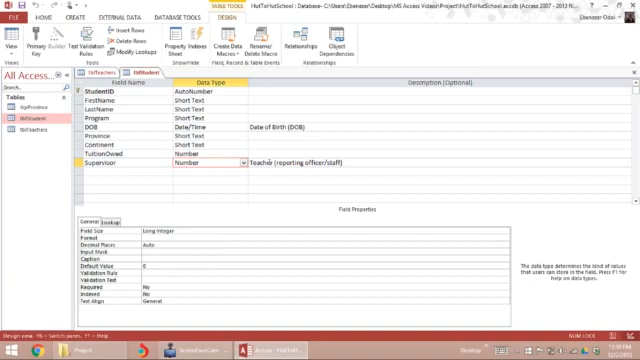 TABLE TOOLS
HutToHutSchool : Database- C:\Users\Ebenezer\Desktop\MS Access Videos\Project\HutToHutSchool.accdb (Access 2007 - 2013 fil...
FILE HOME CREATE EXTERNAL DATA DATABASE TOOLS DESIGN
View Primary Key Builder Test Validation Rules
Insert Rows
Delete Rows
Modify Lookups
Property Sheet Indexes Create Data Macros Rename/Delete Macro Relationships Object Dependencies
Views Tools Show/Hide Field, Record & Table Events Relationships
All Access...
Search...
Tables
tblStudent
tblTeachers
tblTeachers tblStudent
Field Name Data Type Description (Optional)
StudentID AutoNumber
FirstName Short Text
LastName Short Text
Program Short Text
DOB Date/Time Date of Birth (DOB)
Province Short Text
Continent Short Text
TuitionOwed Number
Supervisor Number Teacher (reporting officer/staff)
Field Properties
General Lookup
Field Size Long Integer
Format
Decimal Places Auto
Input Mask
Caption
Default Value 0
Validation Rule
Validation Text
Required No
Indexed No
Text Align General
The data type determines the kind of values that users can store in the field. Press F1 for help on data types.
Design view. F6 = Switch panes. F1 = Help. NUM LOCK
Project ScreenFaceCam Access - HutToH... Desktop